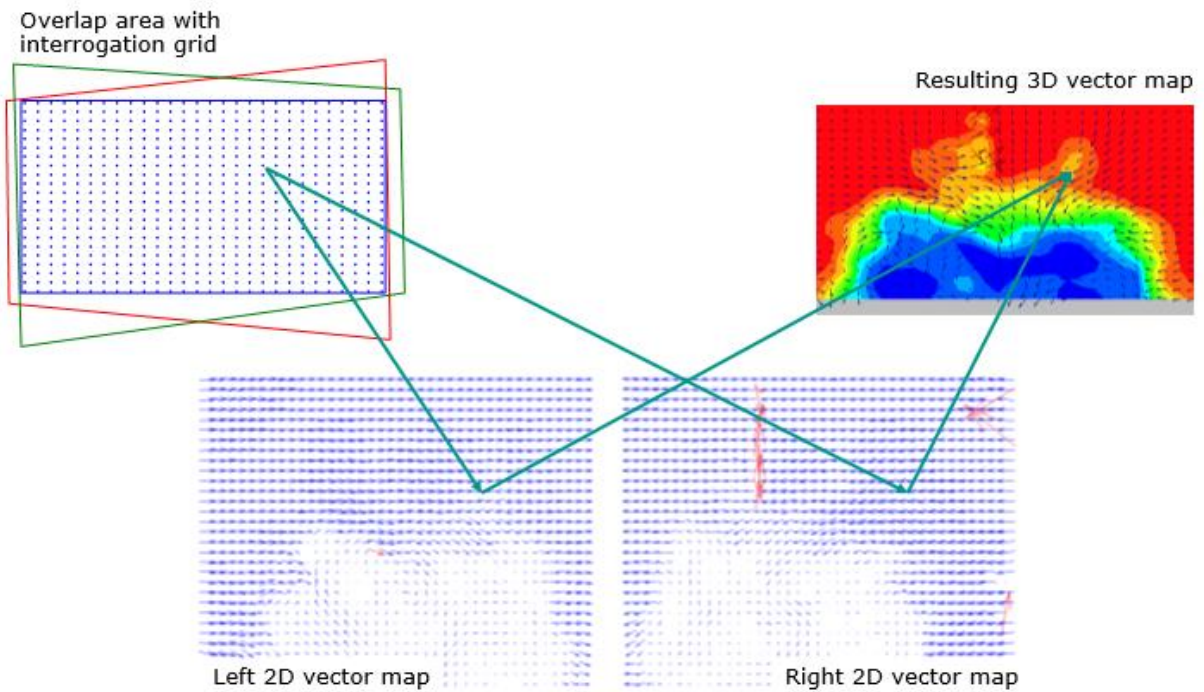 Overlap area with
interrogation grid
Resulting 3D vector map
Left 2D vector map
Right 2D vector map